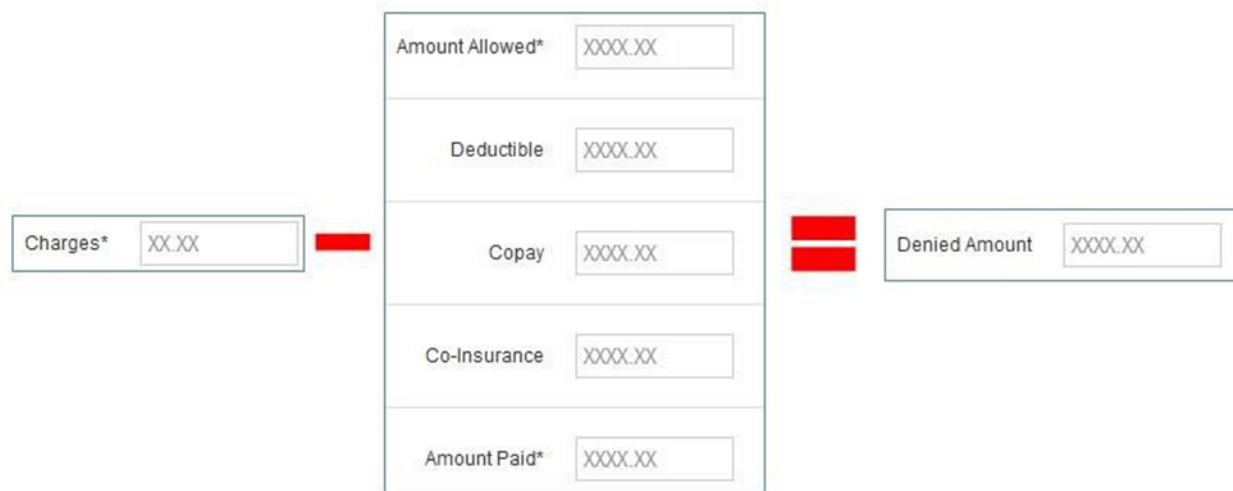 Amount Allowed* XXXX.XX
Deductible XXXX.XX
Charges* XX.XX
Copay XXXX.XX
Denied Amount XXXX.XX
Co-Insurance XXXX.XX
Amount Paid* XXXX.XX